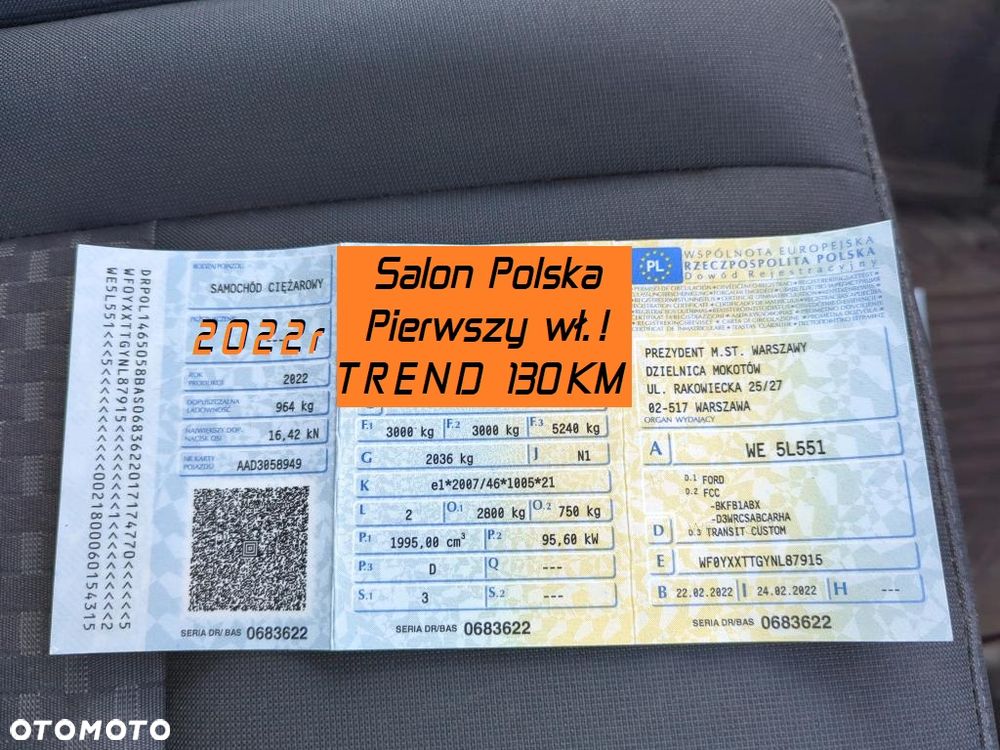 Salon Polska
Pierwszy wł.!
TREND 130KM
2022r
DRPOL1465058BAS0683622017174770<<<<<<5
WE5L551<<5<<<<<<<<<<<<<<0021800060154315
RODZAJ POJAZDU
SAMOCHÓD CIĘŻAROWY
---
ROK PRODUKCJI
2022
DOPUSZCZALNA ŁADOWNOŚĆ
964 kg
NAJWIĘKSZY DOP. NACISK OSI
16,42 kN
NR KARTY POJAZDU
AAD3058949
SERIA DR/BAS 0683622
F.1 3000 kg F.2 3000 kg F.3 5240 kg
G 2036 kg J N1
K e1*2007/46*1005*21
L 2 O.1 2800 kg O.2 750 kg
P.1 1995,00 cm³ P.2 95,60 kW
P.3 D Q ---
S.1 3 S.2 ---
SERIA DR/BAS 0683622
PL
WSPÓLNOTA EUROPEJSKA
RZECZPOSPOLITA POLSKA
Dowód Rejestracyjny
PREZYDENT M.ST. WARSZAWY
DZIELNICA MOKOTÓW
UL. RAKOWIECKA 25/27
02-517 WARSZAWA
ORGAN WYDAJĄCY
A WE 5L551
D.1 FORD
D.2 FCC
-BKFB1ABX
-D3WRCSABCARHA
D D.3 TRANSIT CUSTOM
E WF0YXXTTGYNL87915
B 22.02.2022 I 24.02.2022 H ---
SERIA DR/BAS 0683622
OTOMOTO